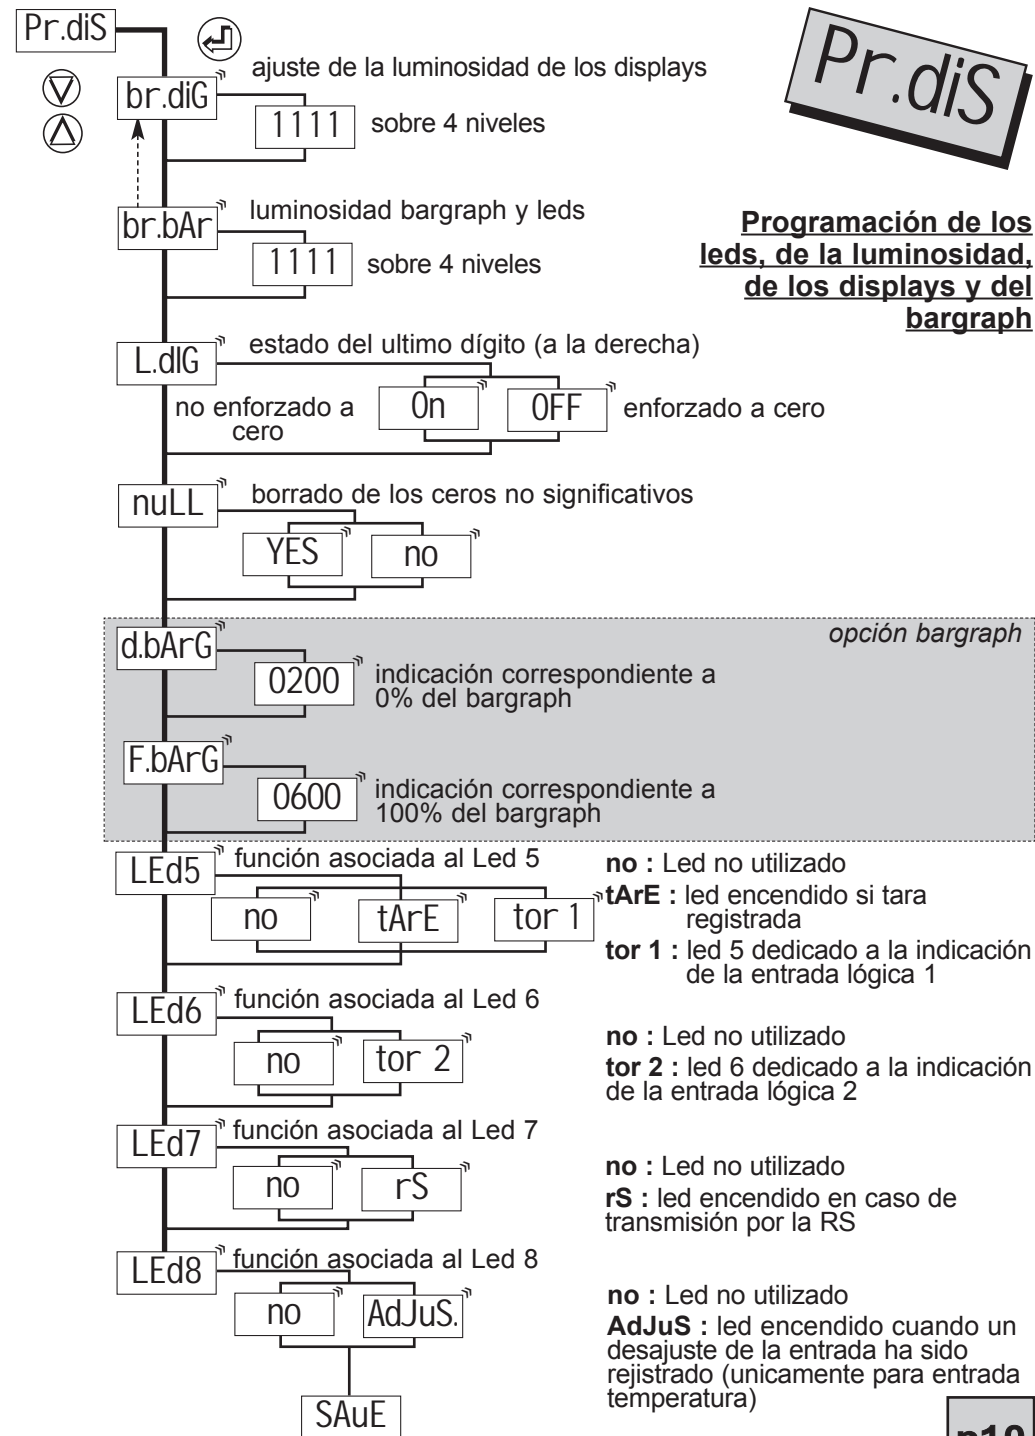 Pr.diS
Pr.diS
br.diG
ajuste de la luminosidad de los displays
1111
sobre 4 niveles
br.bAr
luminosidad bargraph y leds
1111
sobre 4 niveles
Programación de los
leds, de la luminosidad,
de los displays y del
bargraph
L.dIG
estado del ultimo dígito (a la derecha)
no enforzado a
cero
0n
0FF
enforzado a cero
nuLL
borrado de los ceros no significativos
YES
no
opción bargraph
d.bArG
0200
indicación correspondiente a
0% del bargraph
F.bArG
0600
indicación correspondiente a
100% del bargraph
LEd5
función asociada al Led 5
no
tArE
tor 1
no : Led no utilizado
tArE : led encendido si tara
registrada
tor 1 : led 5 dedicado a la indicación
de la entrada lógica 1
LEd6
función asociada al Led 6
no
tor 2
no : Led no utilizado
tor 2 : led 6 dedicado a la indicación
de la entrada lógica 2
LEd7
función asociada al Led 7
no
rS
no : Led no utilizado
rS : led encendido en caso de
transmisión por la RS
LEd8
función asociada al Led 8
no
AdJuS.
no : Led no utilizado
AdJuS : led encendido cuando un
desajuste de la entrada ha sido
rejistrado (unicamente para entrada
temperatura)
SAuE
p10